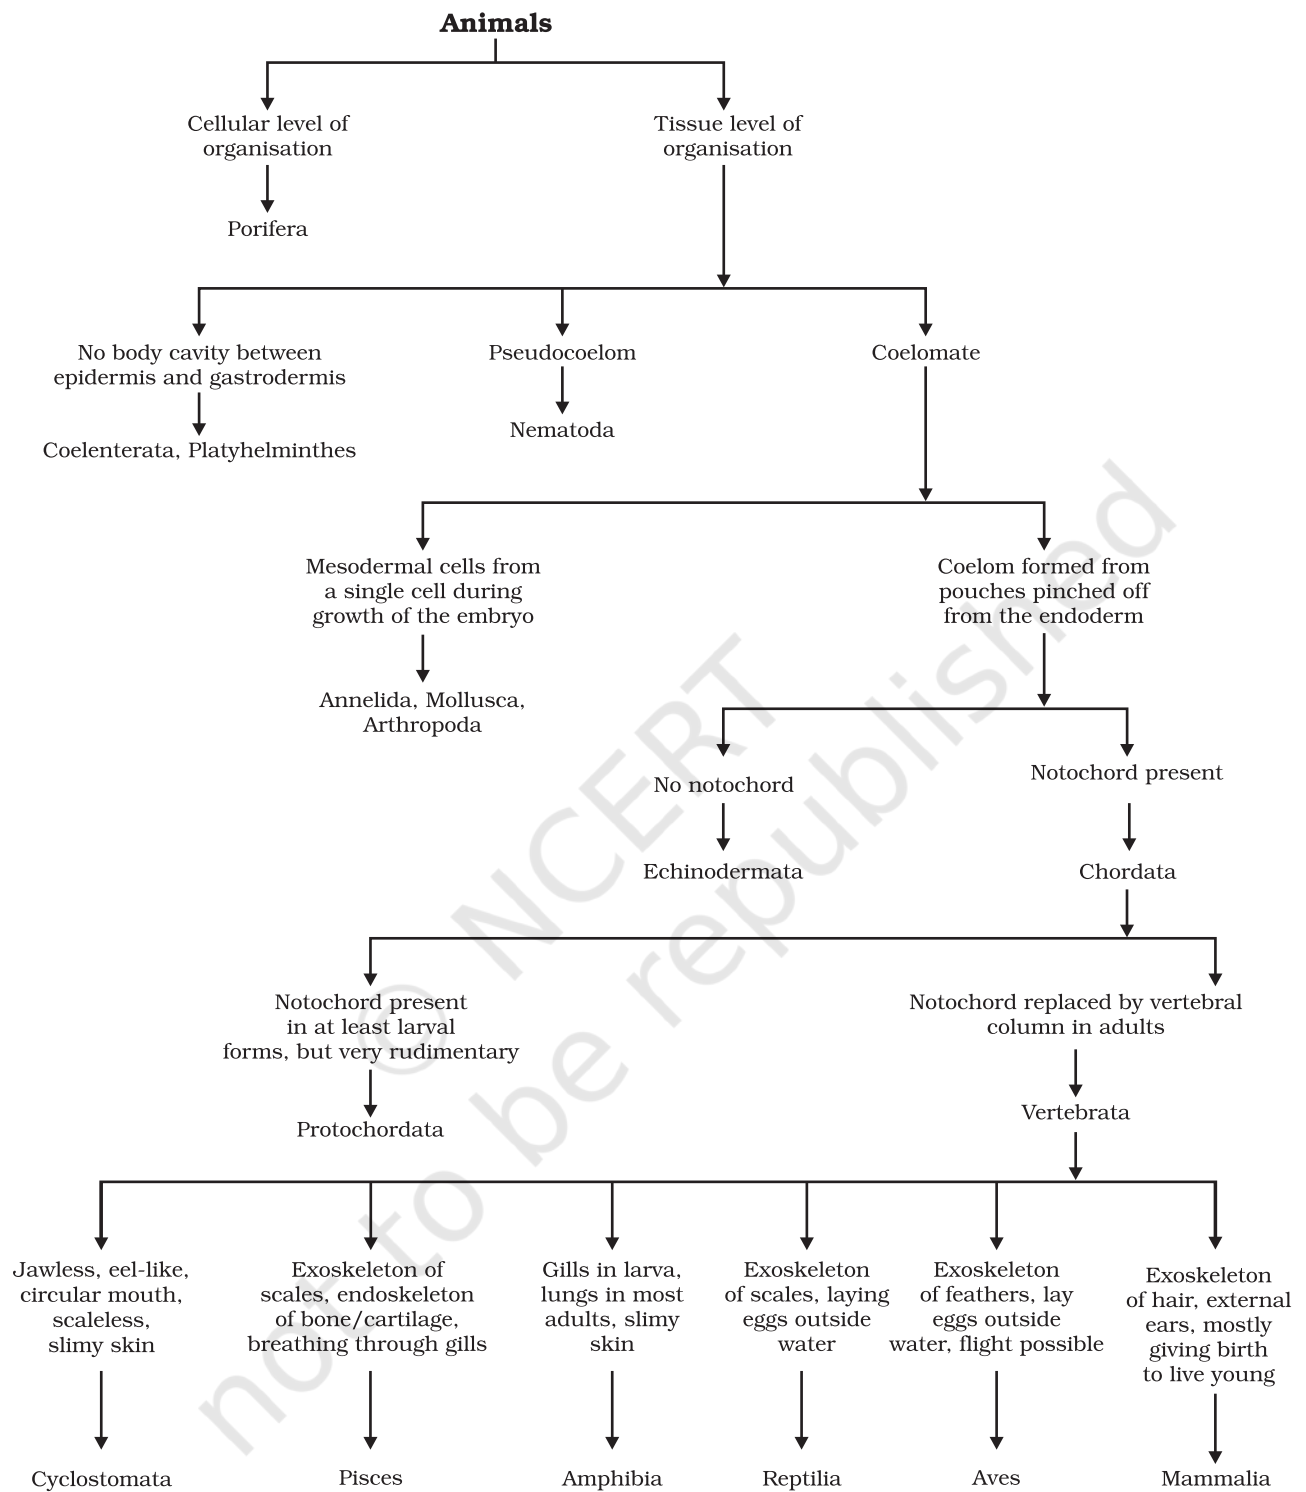 Animals
Cellular level of
organisation
Tissue level of
organisation
Porifera
No body cavity between
epidermis and gastrodermis
Pseudocoelom
Coelomate
Coelenterata, Platyhelminthes
Nematoda
Mesodermal cells from
a single cell during
growth of the embryo
Coelom formed from
pouches pinched off
from the endoderm
Annelida, Mollusca,
Arthropoda
No notochord
Notochord present
Echinodermata
Chordata
Notochord present
in at least larval
forms, but very rudimentary
Notochord replaced by vertebral
column in adults
Protochordata
Vertebrata
Jawless, eel-like,
circular mouth,
scaleless,
slimy skin
Exoskeleton of
scales, endoskeleton
of bone/cartilage,
breathing through gills
Gills in larva,
lungs in most
adults, slimy
skin
Exoskeleton
of scales, laying
eggs outside
water
Exoskeleton
of feathers, lay
eggs outside
water, flight possible
Exoskeleton
of hair, external
ears, mostly
giving birth
to live young
Cyclostomata
Pisces
Amphibia
Reptilia
Aves
Mammalia
© NCERT
not to be republished